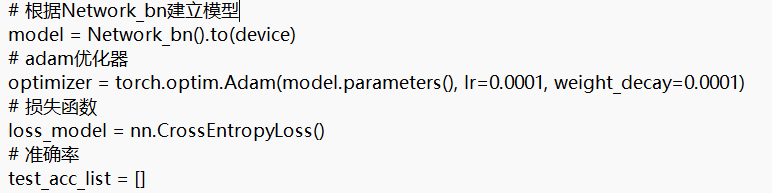 # 根据Network_bn建立模型
model = Network_bn().to(device)
# adam优化器
optimizer = torch.optim.Adam(model.parameters(), lr=0.0001, weight_decay=0.0001)
# 损失函数
loss_model = nn.CrossEntropyLoss()
# 准确率
test_acc_list = []